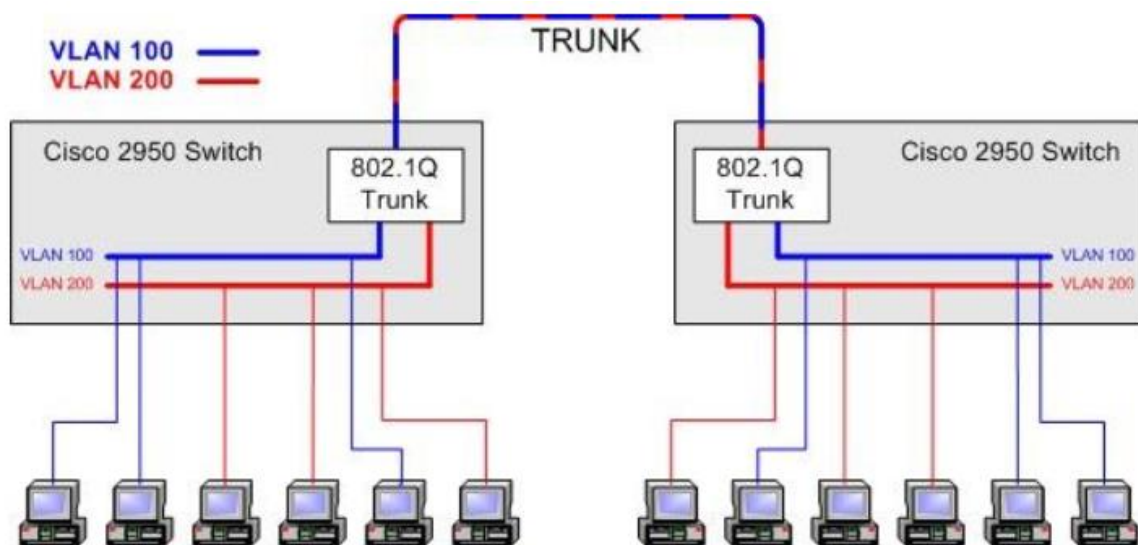 VLAN 100
VLAN 200
TRUNK
Cisco 2950 Switch
802.1Q
Trunk
VLAN 100
VLAN 200
Cisco 2950 Switch
802.1Q
Trunk
VLAN 100
VLAN 200